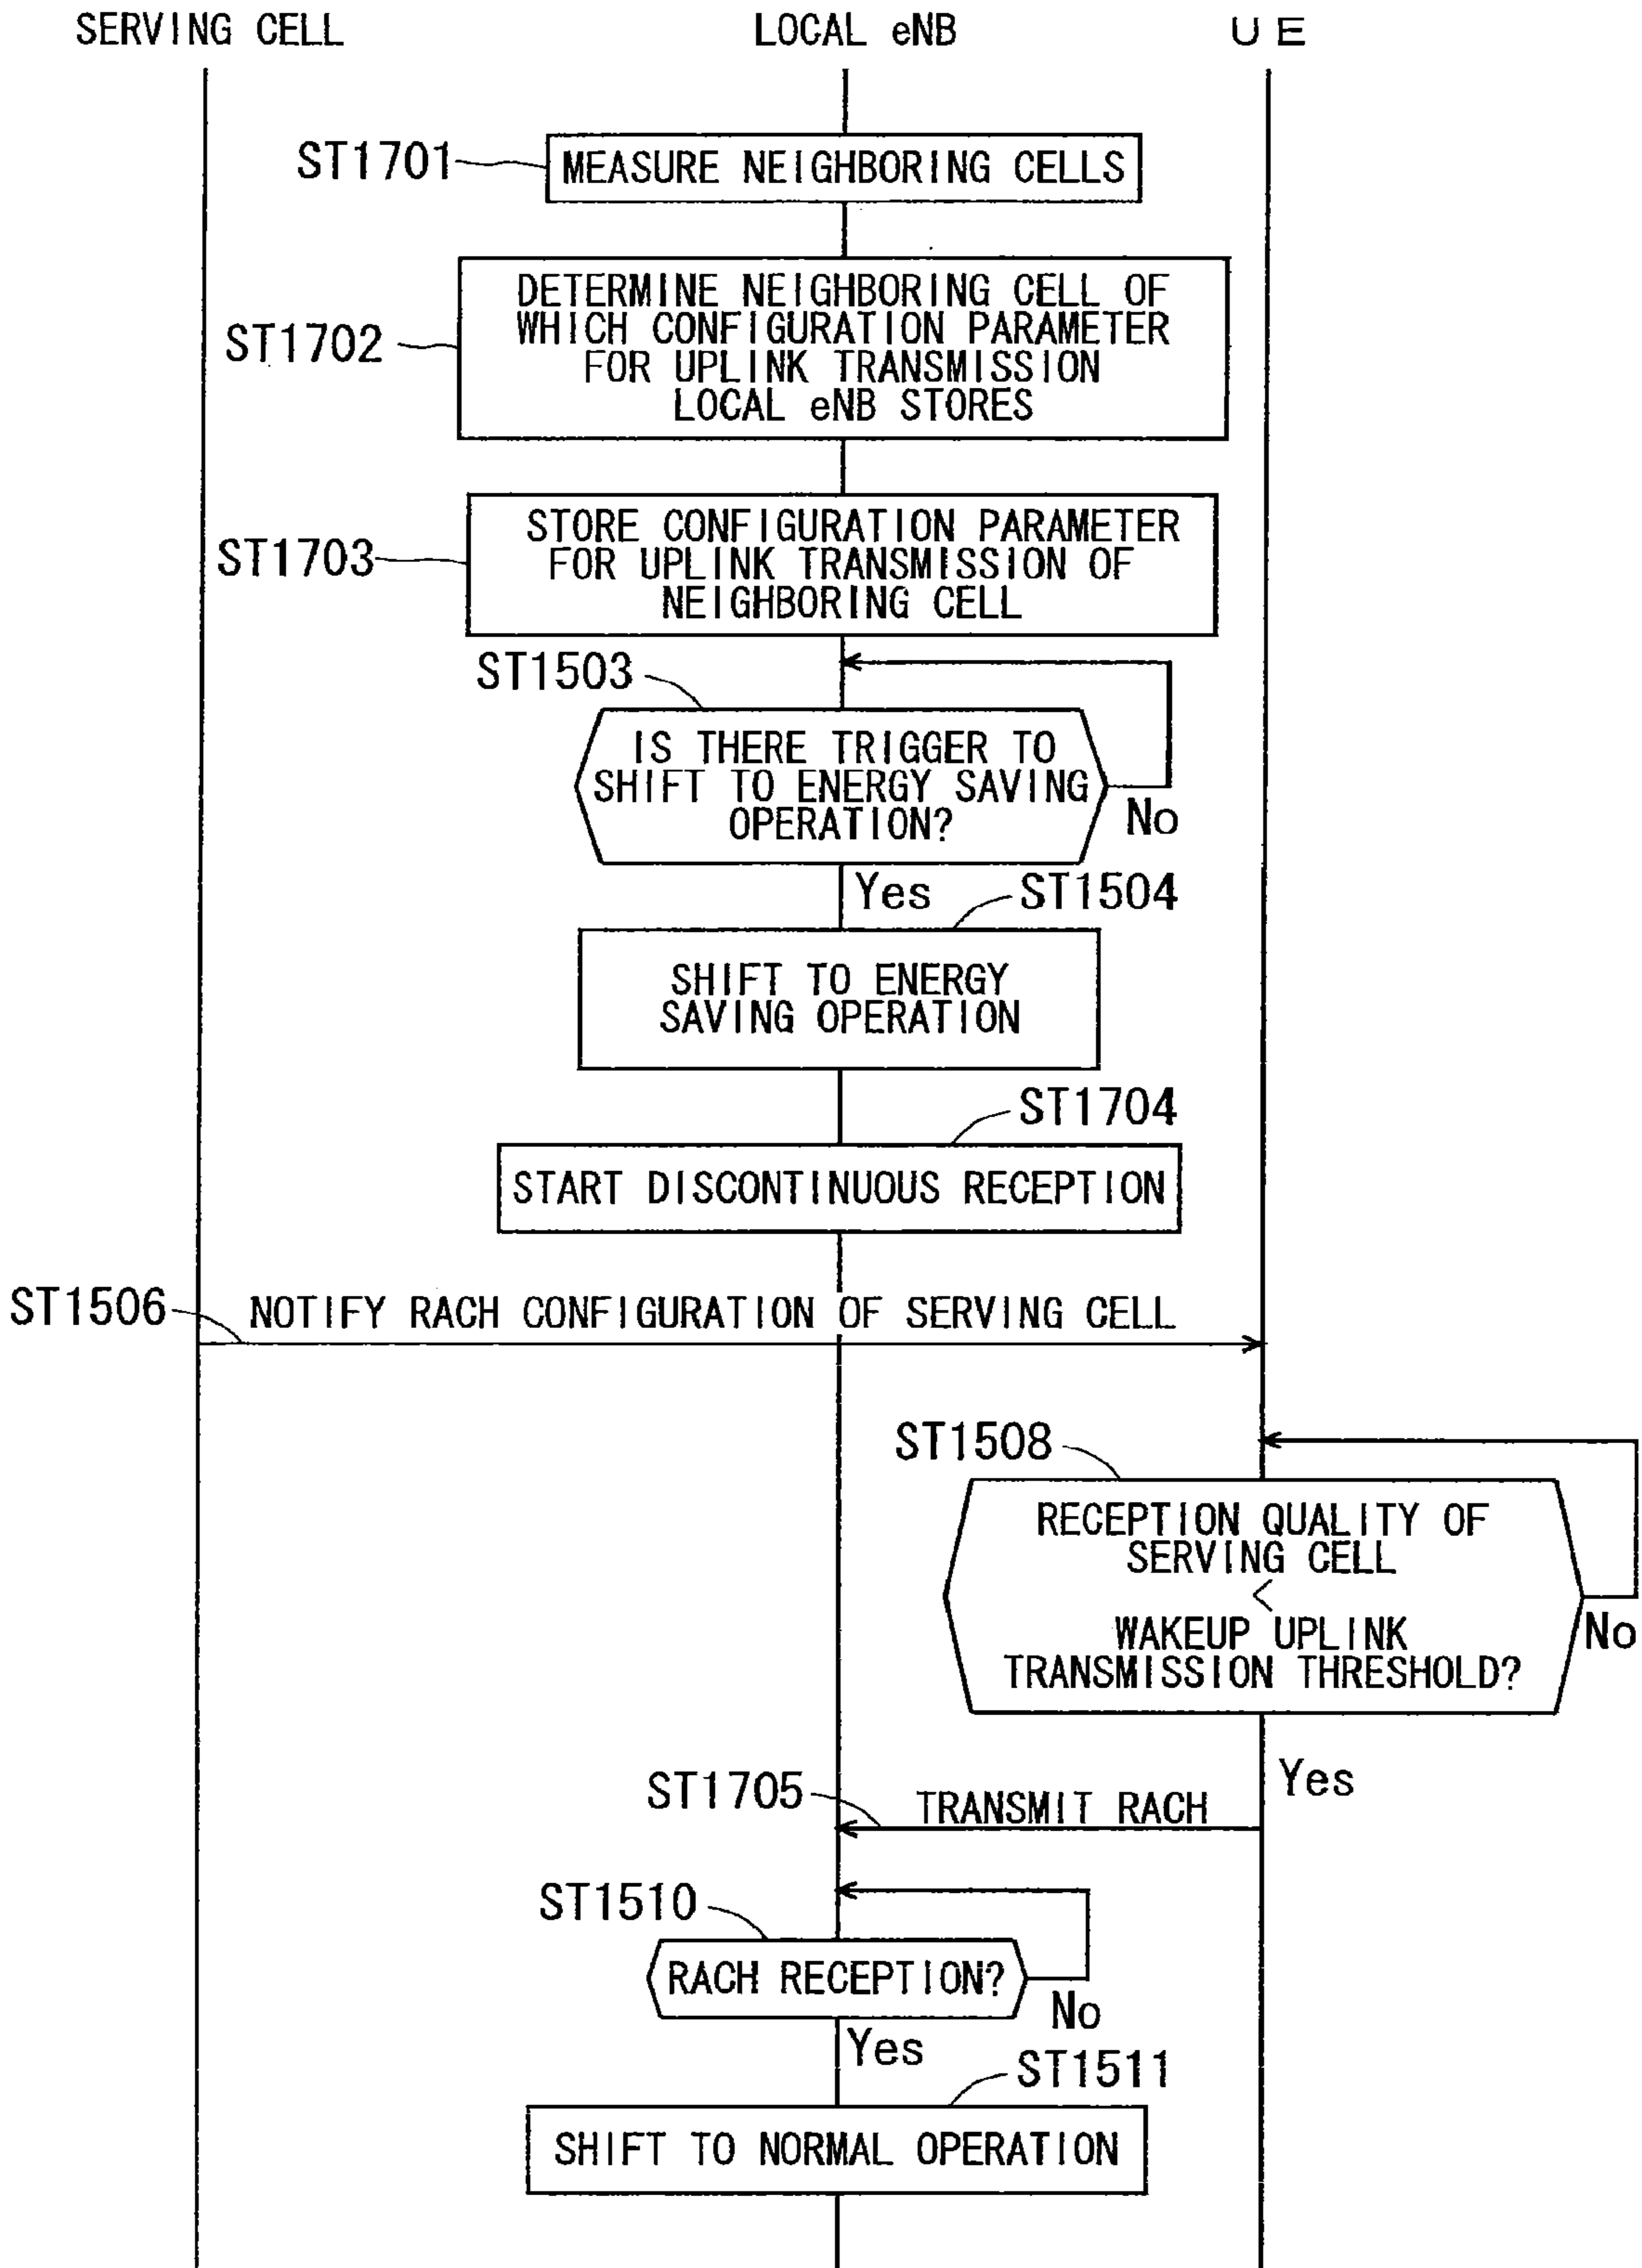 SERVING CELL
LOCAL eNB
UE
ST1701
MEASURE NEIGHBORING CELLS
ST1702
DETERMINE NEIGHBORING CELL OF
WHICH CONFIGURATION PARAMETER
FOR UPLINK TRANSMISSION
LOCAL eNB STORES
ST1703
STORE CONFIGURATION PARAMETER
FOR UPLINK TRANSMISSION OF
NEIGHBORING CELL
ST1503
IS THERE TRIGGER TO
SHIFT TO ENERGY SAVING
OPERATION?
No
Yes
ST1504
SHIFT TO ENERGY
SAVING OPERATION
ST1704
START DISCONTINUOUS RECEPTION
ST1506
NOTIFY RACH CONFIGURATION OF SERVING CELL
ST1508
RECEPTION QUALITY OF
SERVING CELL
<
WAKEUP UPLINK
TRANSMISSION THRESHOLD?
No
Yes
ST1705
TRANSMIT RACH
ST1510
RACH RECEPTION?
No
Yes
ST1511
SHIFT TO NORMAL OPERATION